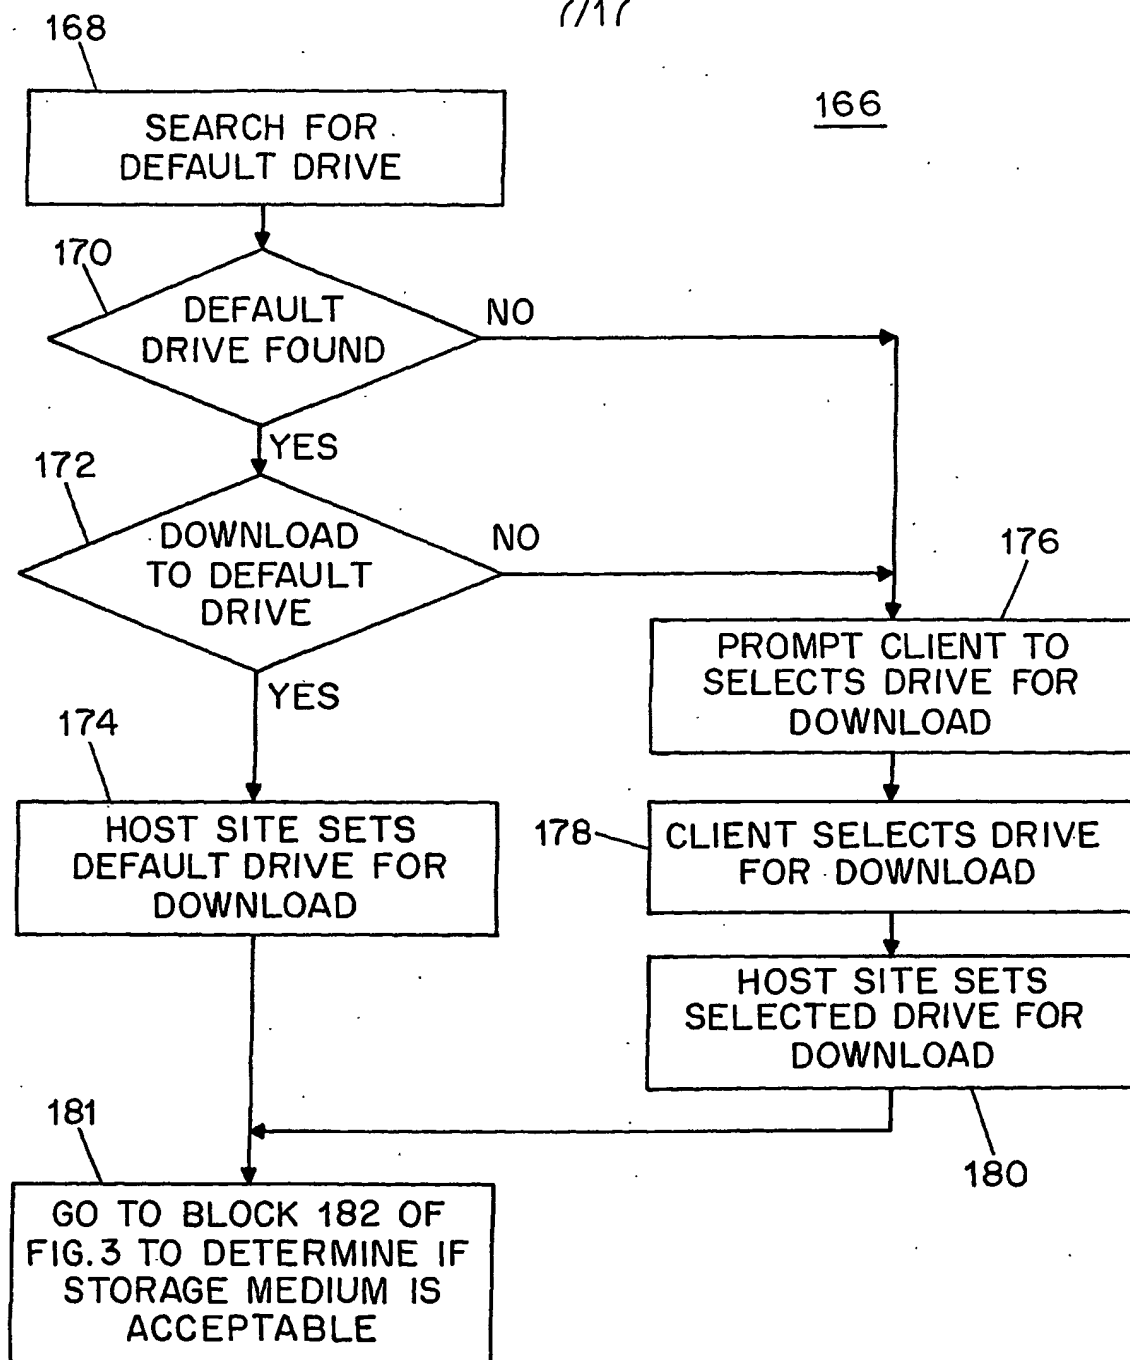 7/17
168
166
SEARCH FOR
DEFAULT DRIVE
170
DEFAULT
DRIVE FOUND
NO
YES
172
DOWNLOAD
TO DEFAULT
DRIVE
NO
YES
176
PROMPT CLIENT TO
SELECTS DRIVE FOR
DOWNLOAD
174
HOST SITE SETS
DEFAULT DRIVE FOR
DOWNLOAD
178
CLIENT SELECTS DRIVE
FOR DOWNLOAD
HOST SITE SETS
SELECTED DRIVE FOR
DOWNLOAD
180
181
GO TO BLOCK 182 OF
FIG.3 TO DETERMINE IF
STORAGE MEDIUM IS
ACCEPTABLE